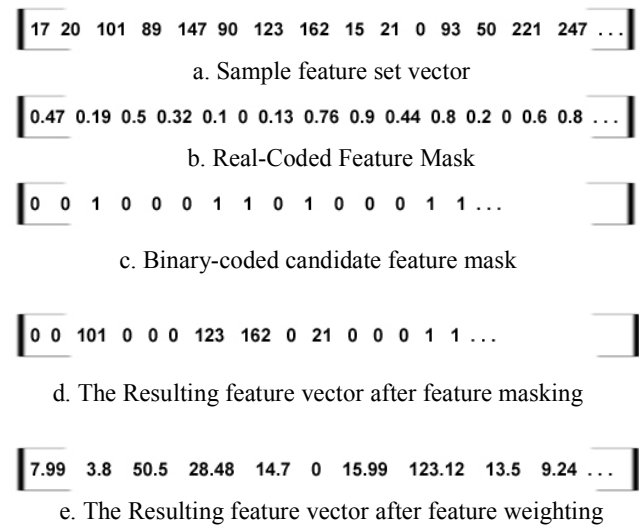 17 20 101 89 147 90 123 162 15 21 0 93 50 221 247 ...
a. Sample feature set vector
0.47 0.19 0.5 0.32 0.1 0 0.13 0.76 0.9 0.44 0.8 0.2 0 0.6 0.8 ...
b. Real-Coded Feature Mask
0 0 1 0 0 0 1 1 0 1 0 0 0 1 1 ...
c. Binary-coded candidate feature mask
0 0 101 0 0 0 123 162 0 21 0 0 0 1 1 ...
d. The Resulting feature vector after feature masking
7.99 3.8 50.5 28.48 14.7 0 15.99 123.12 13.5 9.24 ...
e. The Resulting feature vector after feature weighting